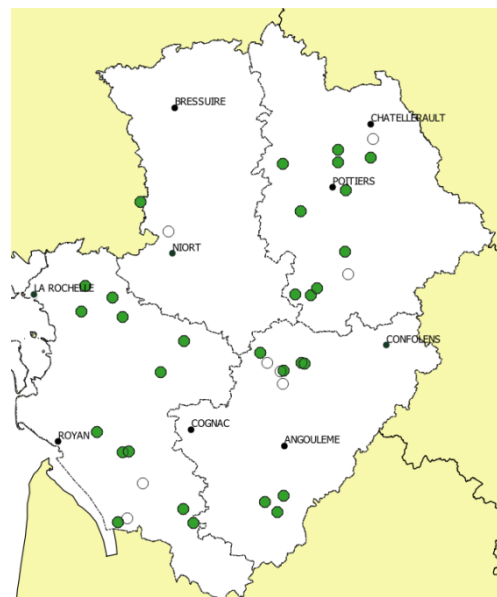 BRESSUIRE
CHATELLERAULT
POITIERS
NIORT
LA ROCHELLE
CONFOLENS
COGNAC
ROYAN
ANGOULEME